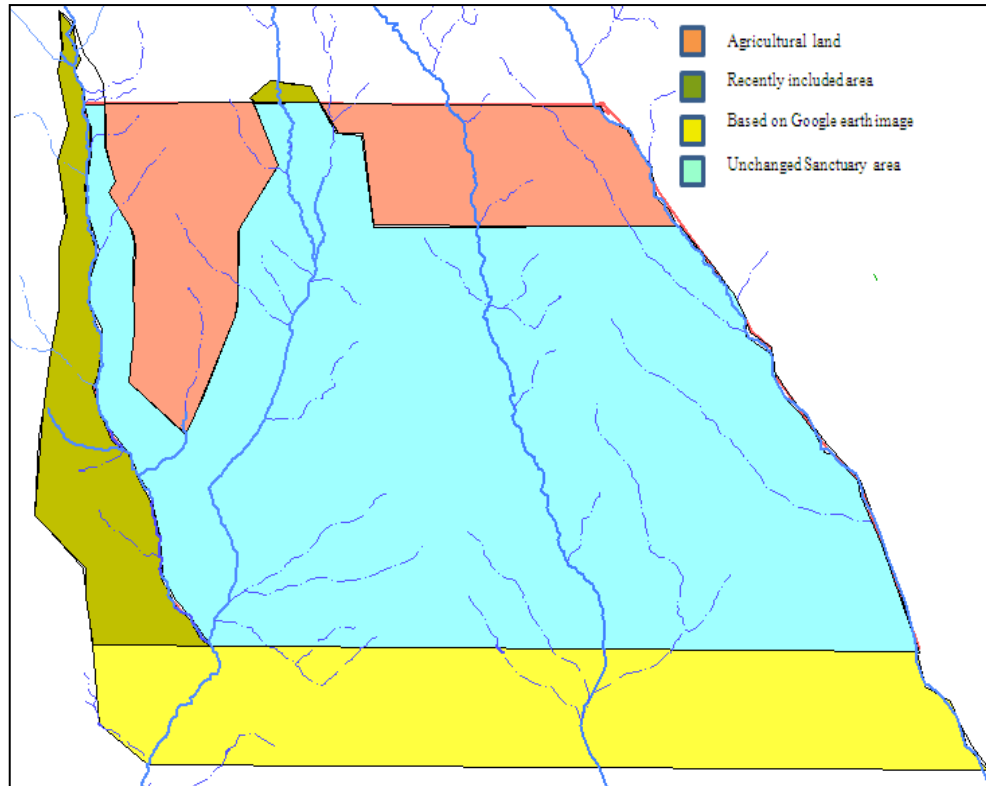 Agricultural land
Recently included area
Based on Google earth image
Unchanged Sanctuary area